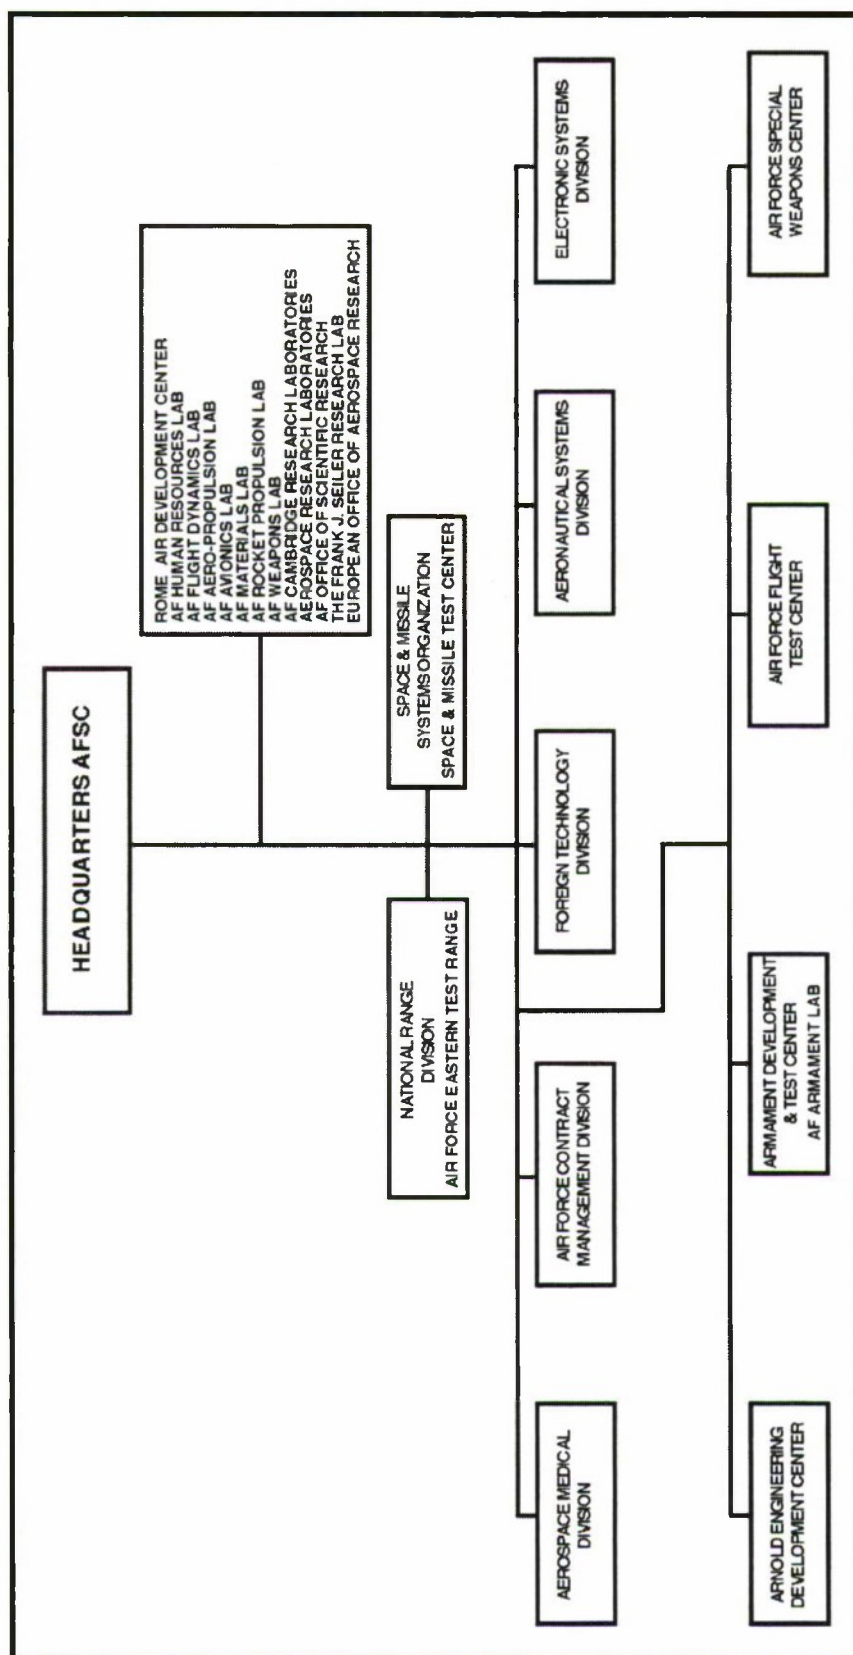 HEADQUARTERS AFSC
ROME AIR DEVELOPMENT CENTER
AF HUMAN RESOURCES LAB
AF FLIGHT DYNAMICS LAB
AF AERO-PROPULSION LAB
AF AVIONICS LAB
AF MATERIALS LAB
AF ROCKET PROPULSION LAB
AF WEAPONS LAB
AF CAMBRIDGE RESEARCH LABORATORIES
AEROSPACE RESEARCH LABORATORIES
AF OFFICE OF SCIENTIFIC RESEARCH
THE FRANK J. SEILER RESEARCH LAB
EUROPEAN OFFICE OF AEROSPACE RESEARCH
NATIONAL RANGE
DIVISION
AIR FORCE EASTERN TEST RANGE
SPACE & MISSILE
SYSTEMS ORGANIZATION
SPACE & MISSILE TEST CENTER
AEROSPACE MEDICAL
DIVISION
AIR FORCE CONTRACT
MANAGEMENT DIVISION
FOREIGN TECHNOLOGY
DIVISION
AERONAUTICAL SYSTEMS
DIVISION
ELECTRONIC SYSTEMS
DIVISION
ARNOLD ENGINEERING
DEVELOPMENT CENTER
ARMAMENT DEVELOPMENT
& TEST CENTER
AF ARMAMENT LAB
AIR FORCE FLIGHT
TEST CENTER
AIR FORCE SPECIAL
WEAPONS CENTER